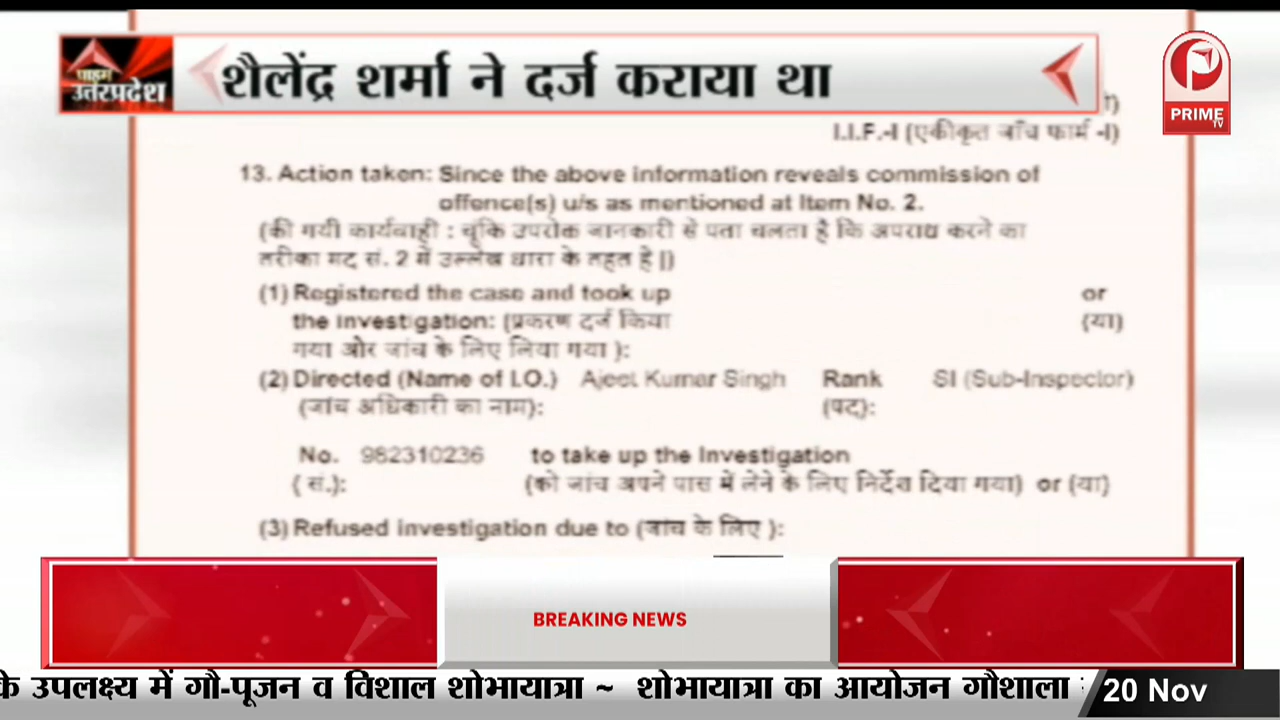 प्राइम
उत्तरप्रदेश
शैलेंद्र शर्मा ने दर्ज कराया था
PRIME
TV
I.I.F.-I (एकीकृत जाँच फार्म -I)
13. Action taken: Since the above information reveals commission of
offence(s) u/s as mentioned at Item No. 2.
(की गयी कार्यवाही : चूंकि उपरोक जानकारी से पता चलता है कि अपराध करने का
तरीका मद सं. 2 में उल्लेख धारा के तहत है |)
(1) Registered the case and took up or
the investigation: (प्रकरण दर्ज किया (या)
गया और जांच के लिए लिया गया ):
(2) Directed (Name of I.O.) Ajeet Kumar Singh Rank SI (Sub-Inspector)
(जांच अधिकारी का नाम): (पद):
No. 982310236 to take up the Investigation
( सं.): (को जांच अपने पास में लेने के लिए निर्देश दिया गया) or (या)
(3) Refused investigation due to (जांच के लिए ):
BREAKING NEWS
के उपलक्ष्य में गौ-पूजन व विशाल शोभायात्रा ~ शोभायात्रा का आयोजन गौशाला
20 Nov